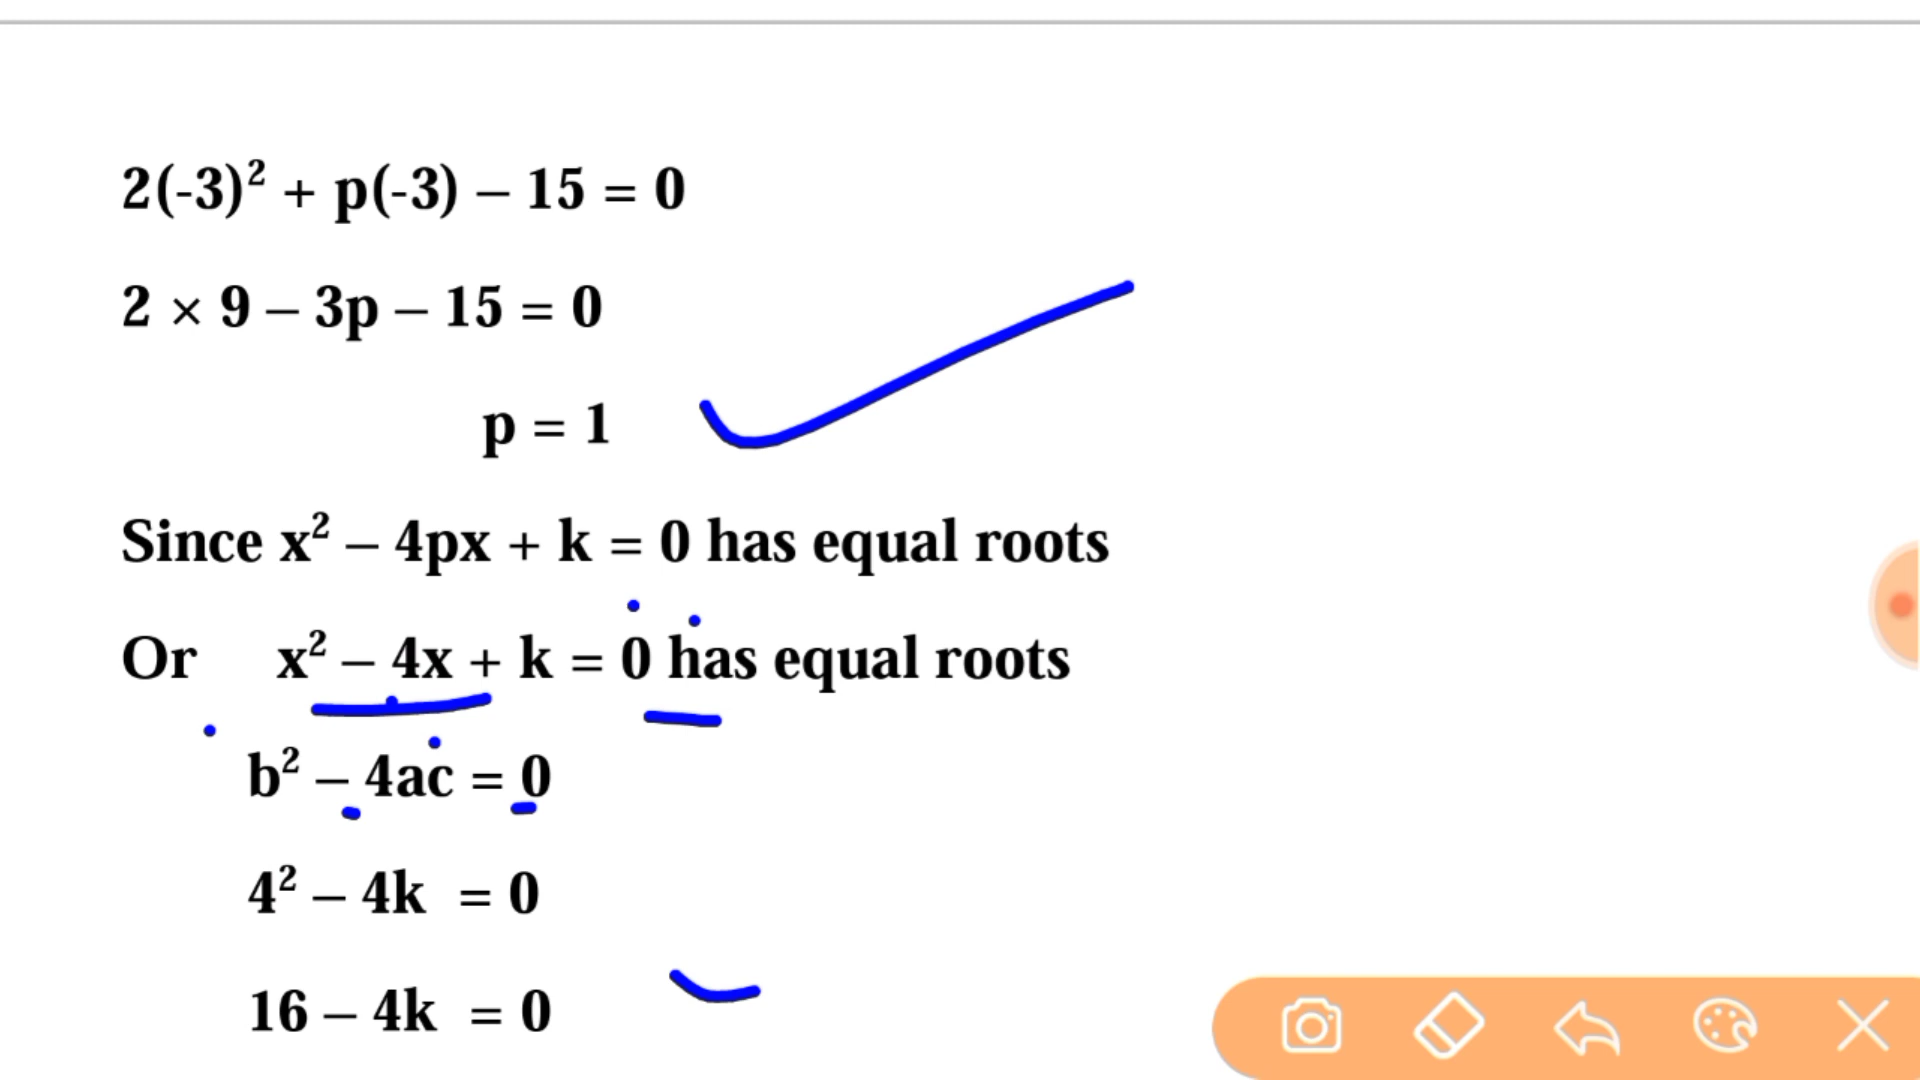 2(-3)² + p(-3) – 15 = 0
2 × 9 – 3p – 15 = 0
p = 1
Since x² – 4px + k = 0 has equal roots
Or x² – 4x + k = 0 has equal roots
b² – 4ac = 0
4² – 4k = 0
16 – 4k = 0